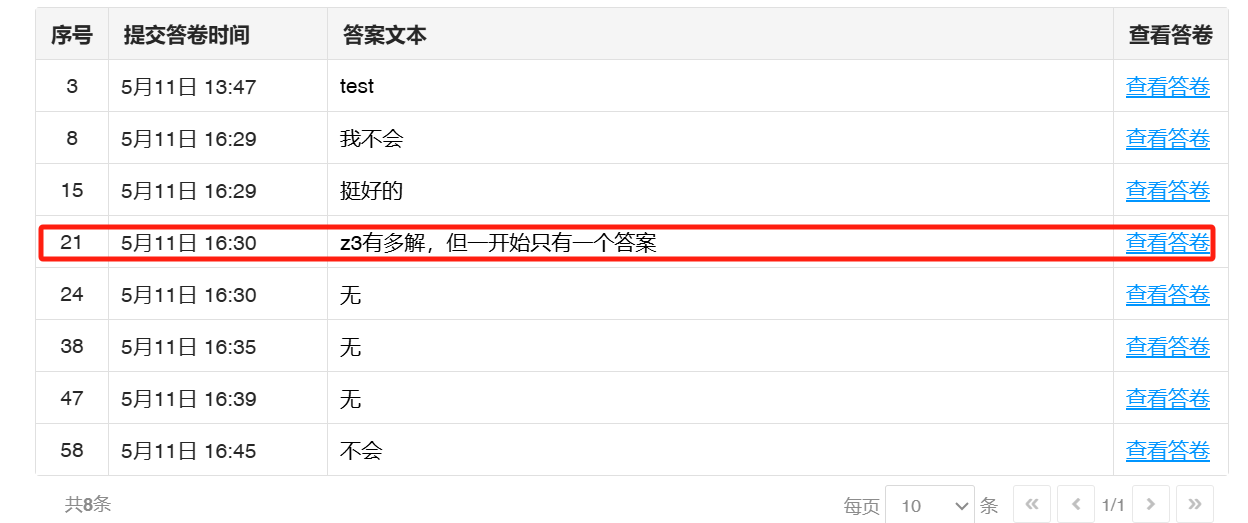 序号 提交答卷时间 答案文本 查看答卷
3 5月11日 13:47 test 查看答卷
8 5月11日 16:29 我不会 查看答卷
15 5月11日 16:29 挺好的 查看答卷
21 5月11日 16:30 z3有多解，但一开始只有一个答案 查看答卷
24 5月11日 16:30 无 查看答卷
38 5月11日 16:35 无 查看答卷
47 5月11日 16:39 无 查看答卷
58 5月11日 16:45 不会 查看答卷
共8条 每页 10 条 « ‹ 1/1 › »